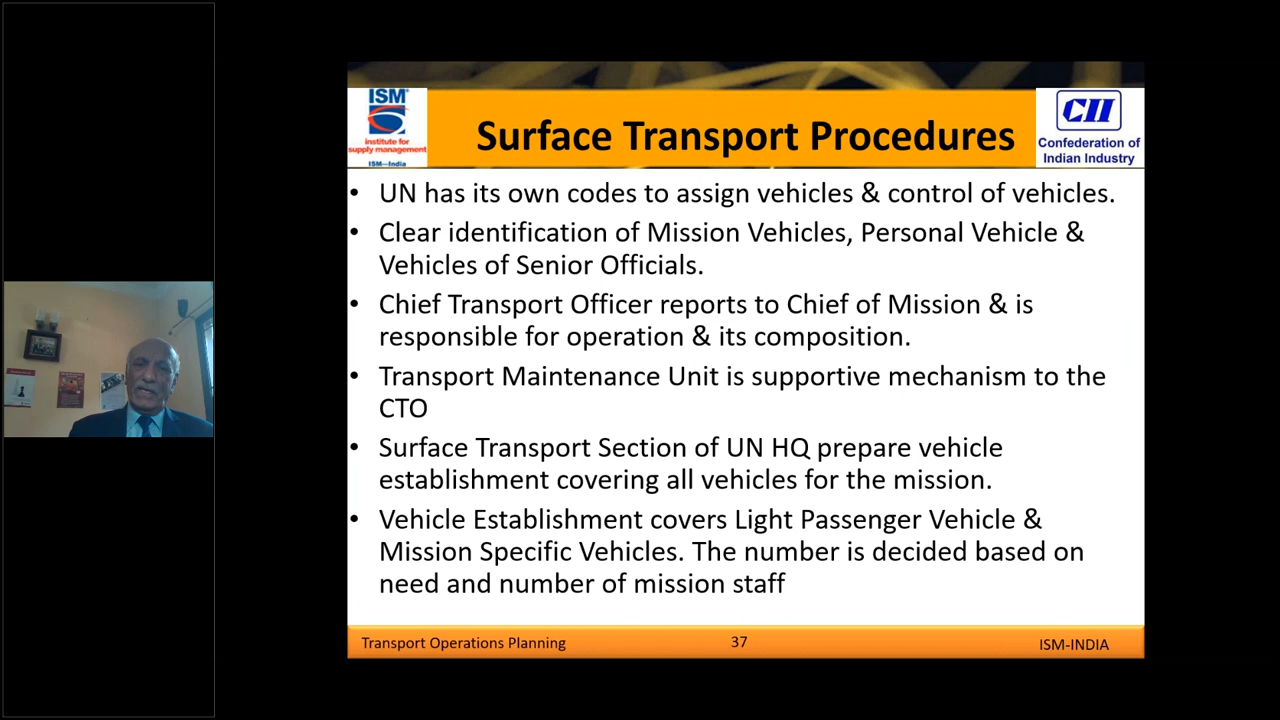 ISM
institute for
supply management
ISM—India
Surface Transport Procedures
CII
Confederation of
Indian Industry
• UN has its own codes to assign vehicles & control of vehicles.
• Clear identification of Mission Vehicles, Personal Vehicle &
Vehicles of Senior Officials.
• Chief Transport Officer reports to Chief of Mission & is
responsible for operation & its composition.
• Transport Maintenance Unit is supportive mechanism to the
CTO
• Surface Transport Section of UN HQ prepare vehicle
establishment covering all vehicles for the mission.
• Vehicle Establishment covers Light Passenger Vehicle &
Mission Specific Vehicles. The number is decided based on
need and number of mission staff
Transport Operations Planning
37
ISM-INDIA